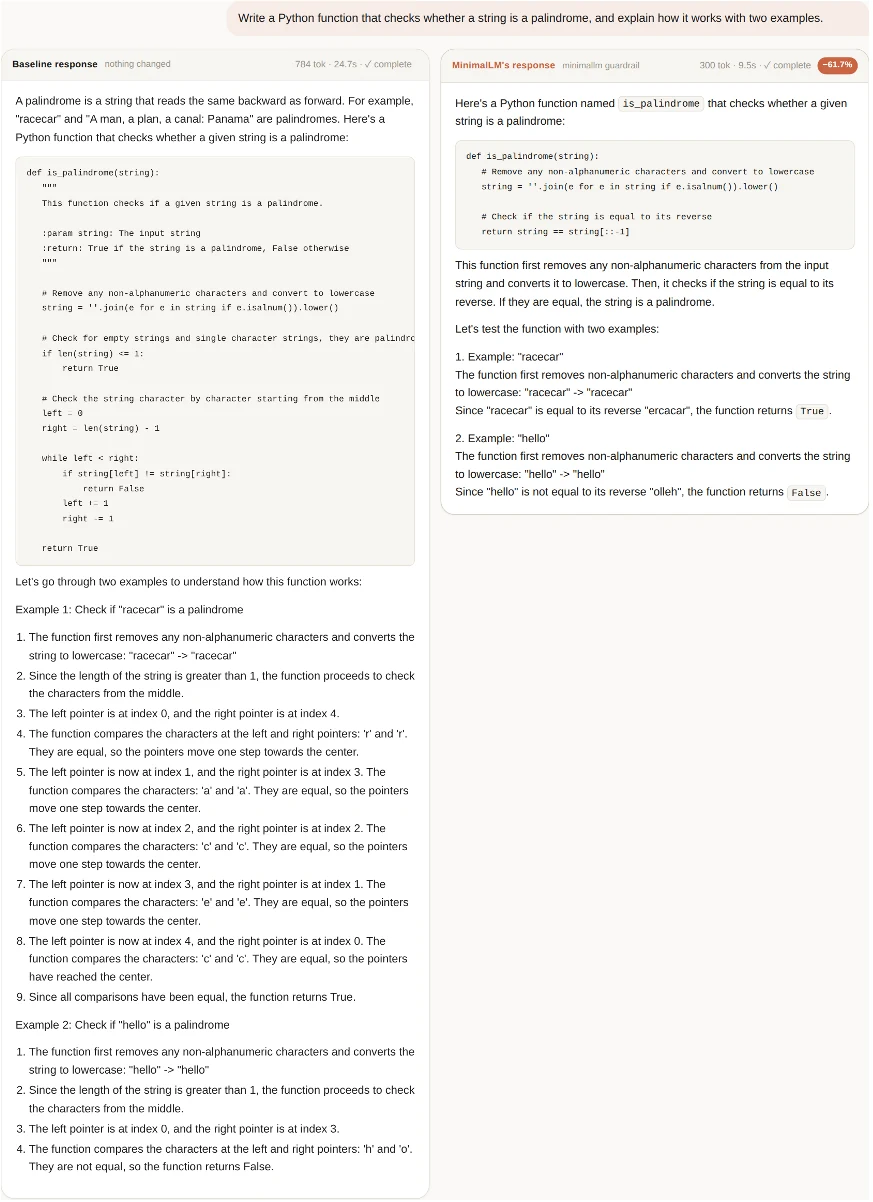 Write a Python function that checks whether a string is a palindrome, and explain how it works with two examples.
Baseline response nothing changed 784 tok · 24.7s · ✓ complete
A palindrome is a string that reads the same backward as forward. For example,
"racecar" and "A man, a plan, a canal: Panama" are palindromes. Here's a
Python function that checks whether a given string is a palindrome:
def is_palindrome(string):
"""
This function checks if a given string is a palindrome.
:param string: The input string
:return: True if the string is a palindrome, False otherwise
"""
# Remove any non-alphanumeric characters and convert to lowercase
string = ''.join(e for e in string if e.isalnum()).lower()
# Check for empty strings and single character strings, they are palindro
if len(string) <= 1:
return True
# Check the string character by character starting from the middle
left = 0
right = len(string) - 1
while left < right:
if string[left] != string[right]:
return False
left += 1
right -= 1
return True
Let's go through two examples to understand how this function works:
Example 1: Check if "racecar" is a palindrome
1. The function first removes any non-alphanumeric characters and converts the
string to lowercase: "racecar" -> "racecar"
2. Since the length of the string is greater than 1, the function proceeds to check
the characters from the middle.
3. The left pointer is at index 0, and the right pointer is at index 4.
4. The function compares the characters at the left and right pointers: 'r' and 'r'.
They are equal, so the pointers move one step towards the center.
5. The left pointer is now at index 1, and the right pointer is at index 3. The
function compares the characters: 'a' and 'a'. They are equal, so the pointers
move one step towards the center.
6. The left pointer is now at index 2, and the right pointer is at index 2. The
function compares the characters: 'c' and 'c'. They are equal, so the pointers
move one step towards the center.
7. The left pointer is now at index 3, and the right pointer is at index 1. The
function compares the characters: 'e' and 'e'. They are equal, so the pointers
move one step towards the center.
8. The left pointer is now at index 4, and the right pointer is at index 0. The
function compares the characters: 'c' and 'c'. They are equal, so the pointers
have reached the center.
9. Since all comparisons have been equal, the function returns True.
Example 2: Check if "hello" is a palindrome
1. The function first removes any non-alphanumeric characters and converts the
string to lowercase: "hello" -> "hello"
2. Since the length of the string is greater than 1, the function proceeds to check
the characters from the middle.
3. The left pointer is at index 0, and the right pointer is at index 3.
4. The function compares the characters at the left and right pointers: 'h' and 'o'.
They are not equal, so the function returns False.
MinimalLM's response minimallm guardrail 300 tok · 9.5s · ✓ complete −61.7%
Here's a Python function named is_palindrome that checks whether a given
string is a palindrome:
def is_palindrome(string):
# Remove any non-alphanumeric characters and convert to lowercase
string = ''.join(e for e in string if e.isalnum()).lower()
# Check if the string is equal to its reverse
return string == string[::-1]
This function first removes any non-alphanumeric characters from the input
string and converts it to lowercase. Then, it checks if the string is equal to its
reverse. If they are equal, the string is a palindrome.
Let's test the function with two examples:
1. Example: "racecar"
The function first removes non-alphanumeric characters and converts the string
to lowercase: "racecar" -> "racecar"
Since "racecar" is equal to its reverse "ercacar", the function returns True.
2. Example: "hello"
The function first removes non-alphanumeric characters and converts the string
to lowercase: "hello" -> "hello"
Since "hello" is not equal to its reverse "olleh", the function returns False.